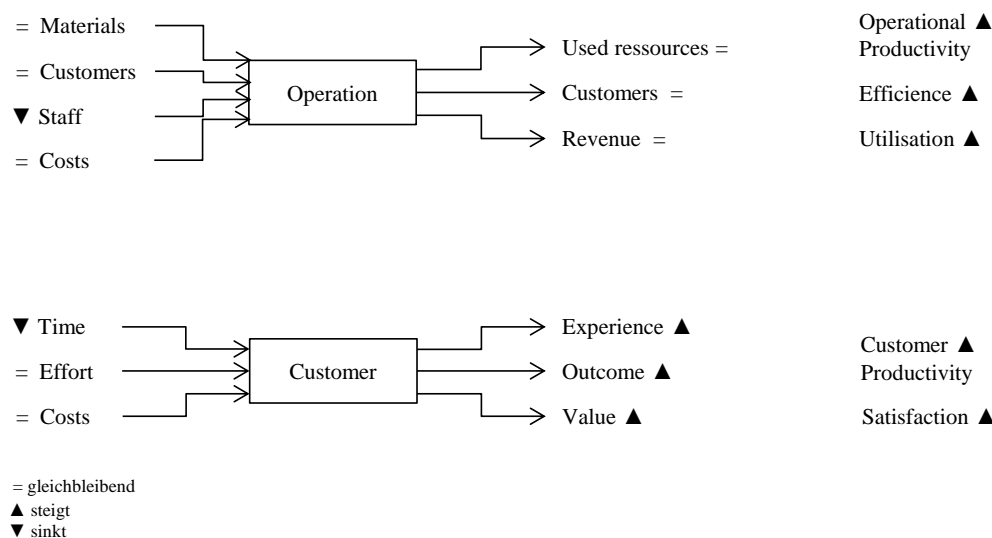 = Materials
= Customers
▼ Staff
= Costs
Operation
Used ressources =
Customers =
Revenue =
Operational ▲
Productivity
Efficience ▲
Utilisation ▲
▼ Time
= Effort
= Costs
Customer
Experience ▲
Outcome ▲
Value ▲
Customer ▲
Productivity
Satisfaction ▲
= gleichbleibend
▲ steigt
▼ sinkt